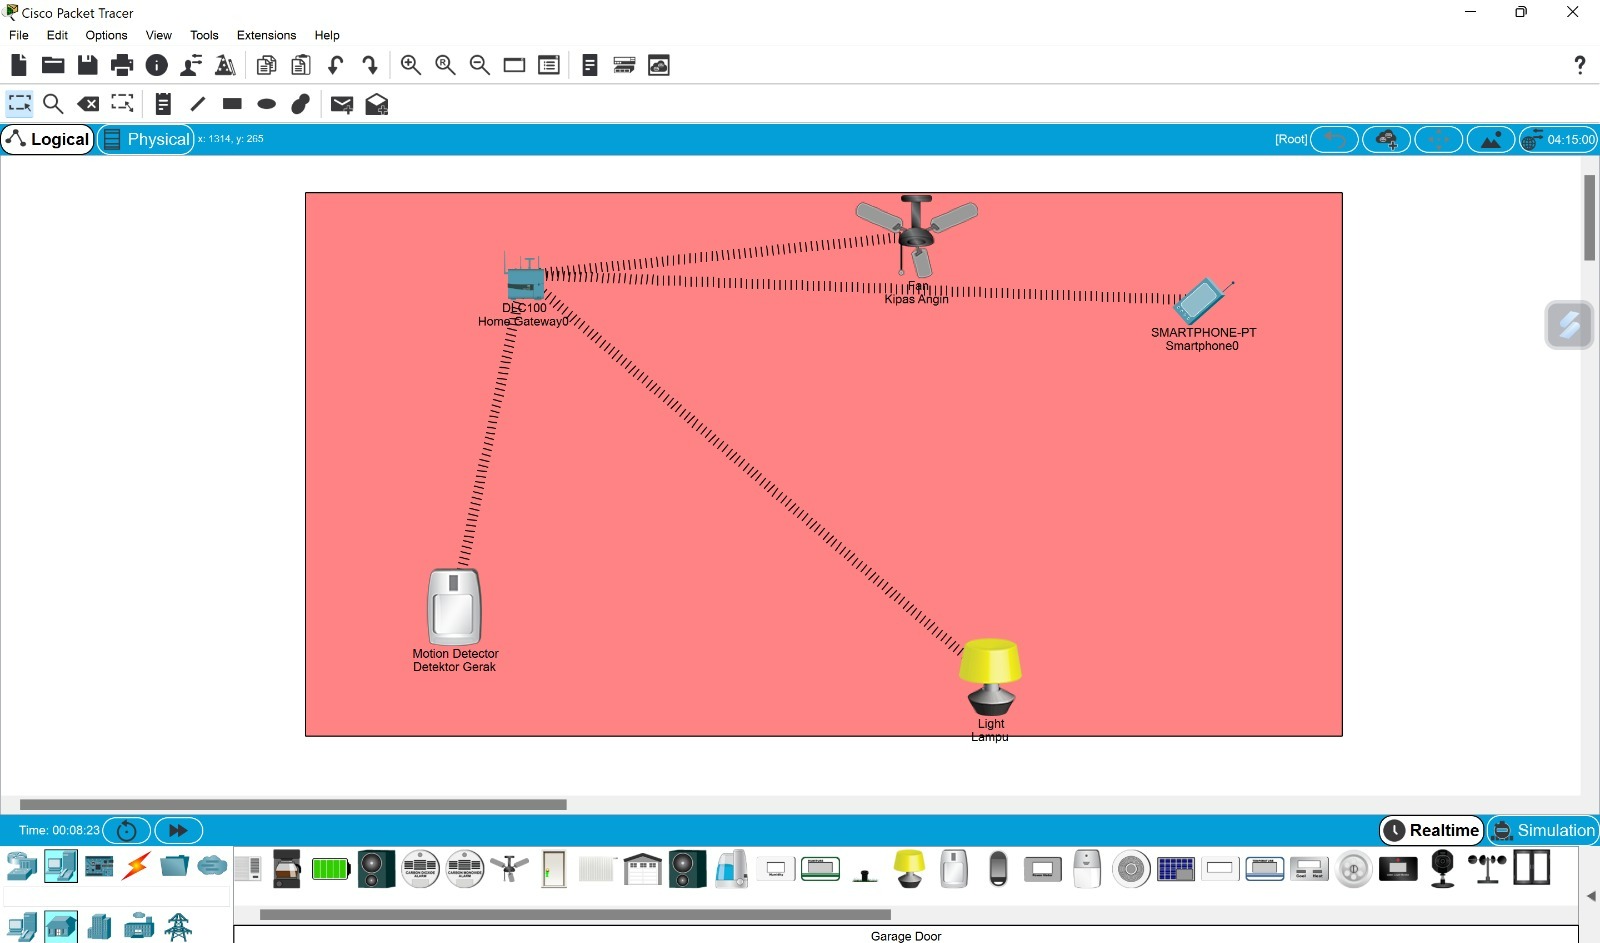 Cisco Packet Tracer
File Edit Options View Tools Extensions Help
?
Logical Physical x: 1314, y: 265 [Root] 04:15:00
Fan
Kipas Angin
DLC100
Home Gateway0
SMARTPHONE-PT
Smartphone0
Motion Detector
Detektor Gerak
Light
Lampu
Time: 00:08:23 Realtime Simulation
Garage Door